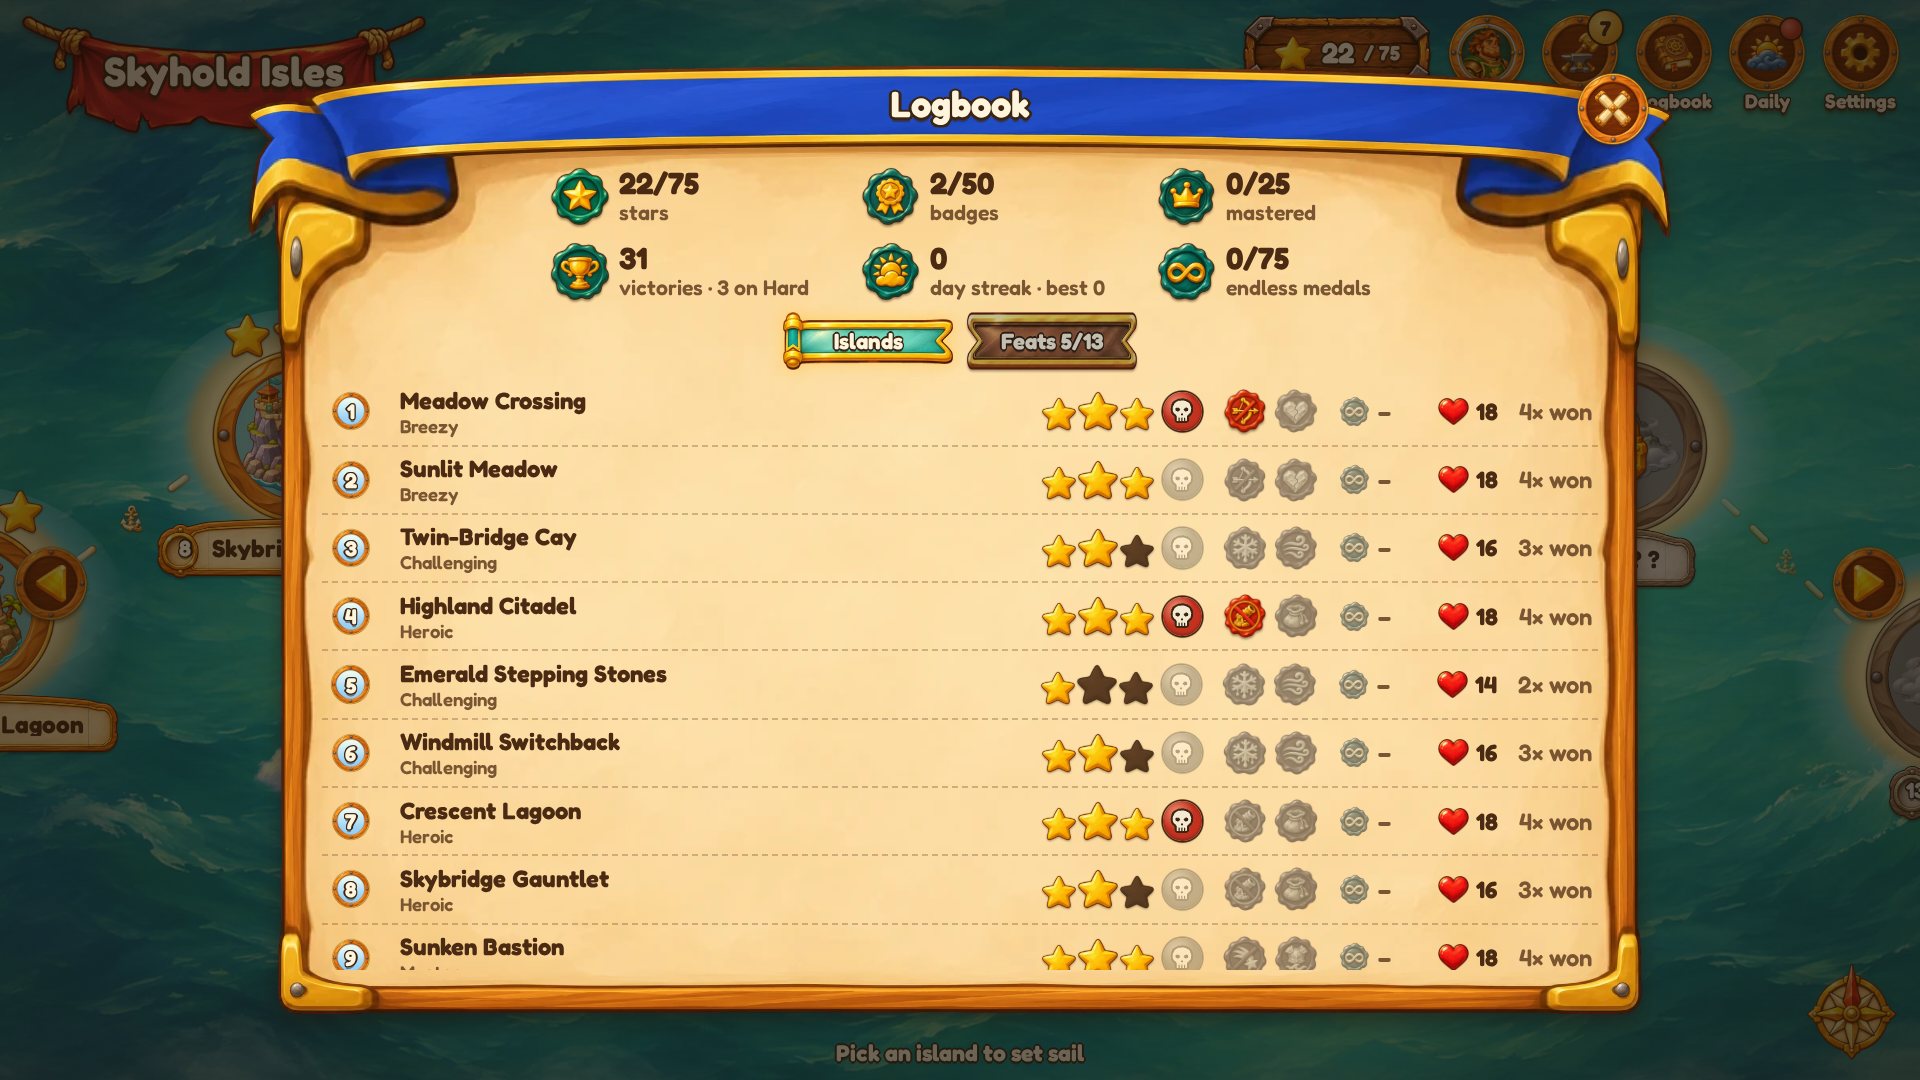 Skyhold Isles
22 / 75
7
ogbook
Daily
Settings
Logbook
22/75
stars
2/50
badges
0/25
mastered
31
victories · 3 on Hard
0
day streak · best 0
0/75
endless medals
Islands
Feats 5/13
1
Meadow Crossing
Breezy
– 18 4x won
2
Sunlit Meadow
Breezy
– 18 4x won
3
Twin-Bridge Cay
Challenging
– 16 3x won
4
Highland Citadel
Heroic
– 18 4x won
5
Emerald Stepping Stones
Challenging
– 14 2x won
6
Windmill Switchback
Challenging
– 16 3x won
7
Crescent Lagoon
Heroic
– 18 4x won
8
Skybridge Gauntlet
Heroic
– 16 3x won
9
Sunken Bastion
– 18 4x won
8 Skybri
Lagoon
?
Pick an island to set sail